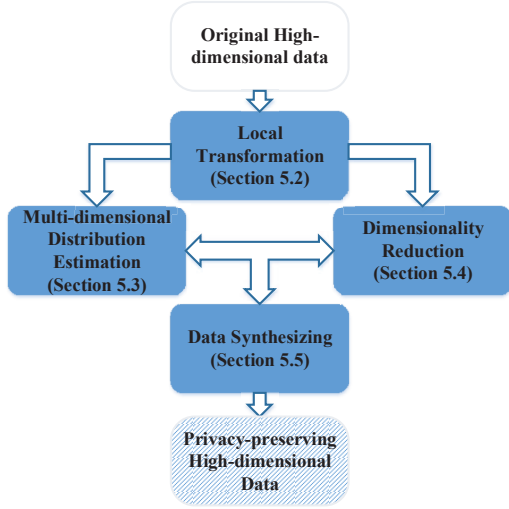 Original High-
dimensional data
Local
Transformation
(Section 5.2)
Multi-dimensional
Distribution
Estimation
(Section 5.3)
Dimensionality
Reduction
(Section 5.4)
Data Synthesizing
(Section 5.5)
Privacy-preserving
High-dimensional
Data